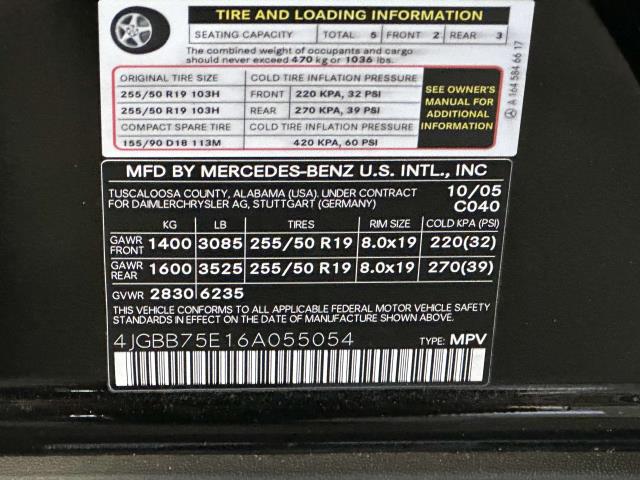 TIRE AND LOADING INFORMATION
SEATING CAPACITY TOTAL 5 FRONT 2 REAR 3
The combined weight of occupants and cargo
should never exceed 470 kg or 1036 lbs.
ORIGINAL TIRE SIZE COLD TIRE INFLATION PRESSURE
255/50 R19 103H FRONT 220 KPA, 32 PSI
255/50 R19 103H REAR 270 KPA, 39 PSI
COMPACT SPARE TIRE COLD TIRE INFLATION PRESSURE
155/90 D18 113M 420 KPA, 60 PSI
SEE OWNER'S
MANUAL FOR
ADDITIONAL
INFORMATION
A 164 584 66 17
MFD BY MERCEDES-BENZ U.S. INTL., INC
TUSCALOOSA COUNTY, ALABAMA (USA). UNDER CONTRACT 10/05
FOR DAIMLERCHRYSLER AG, STUTTGART (GERMANY) C040
KG LB TIRES RIM SIZE COLD KPA (PSI)
GAWR FRONT 1400 3085 255/50 R19 8.0x19 220(32)
GAWR REAR 1600 3525 255/50 R19 8.0x19 270(39)
GVWR 2830 6235
THIS VEHICLE CONFORMS TO ALL APPLICABLE FEDERAL MOTOR VEHICLE SAFETY
STANDARDS IN EFFECT ON THE DATE OF MANUFACTURE SHOWN ABOVE.
4JGBB75E16A055054 TYPE: MPV